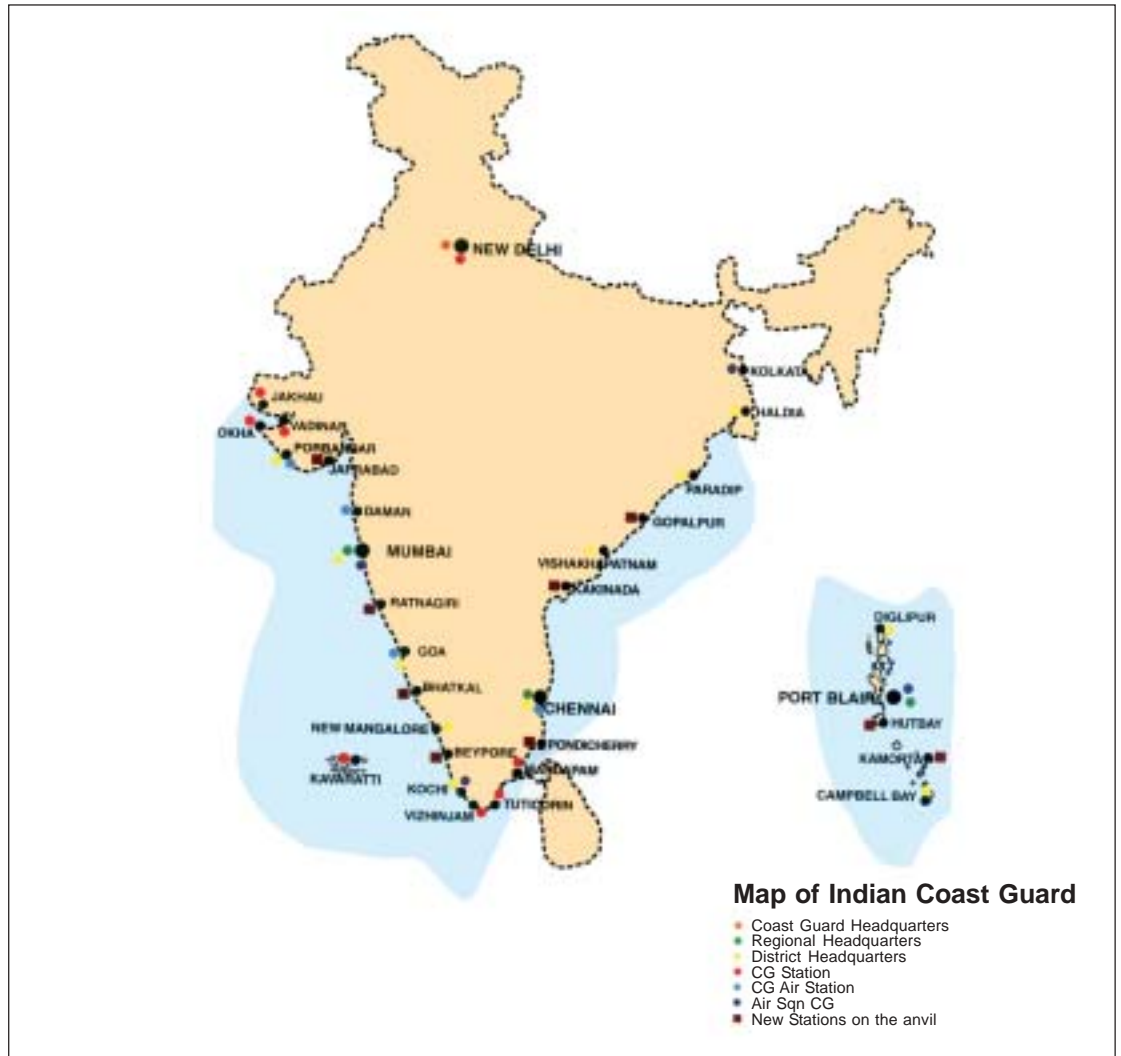 NEW DELHI
KOLKATA
JAKHAU
HALDIA
VADINAR
OKHA
PORBANDAR
JAFRABAD
PARADIP
DAMAN
GOPALPUR
MUMBAI
VISHAKHAPATNAM
KAKINADA
RATNAGIRI
DIGLIPUR
GOA
BHATKAL
PORT BLAIR
CHENNAI
HUTBAY
NEW MANGALORE
PONDICHERRY
BEYPORE
KAMORTA
MANDAPAM
KAVARATTI
KOCHI
CAMPBELL BAY
TUTICORIN
VIZHINJAM
Map of Indian Coast Guard
Coast Guard Headquarters
Regional Headquarters
District Headquarters
CG Station
CG Air Station
Air Sqn CG
New Stations on the anvil